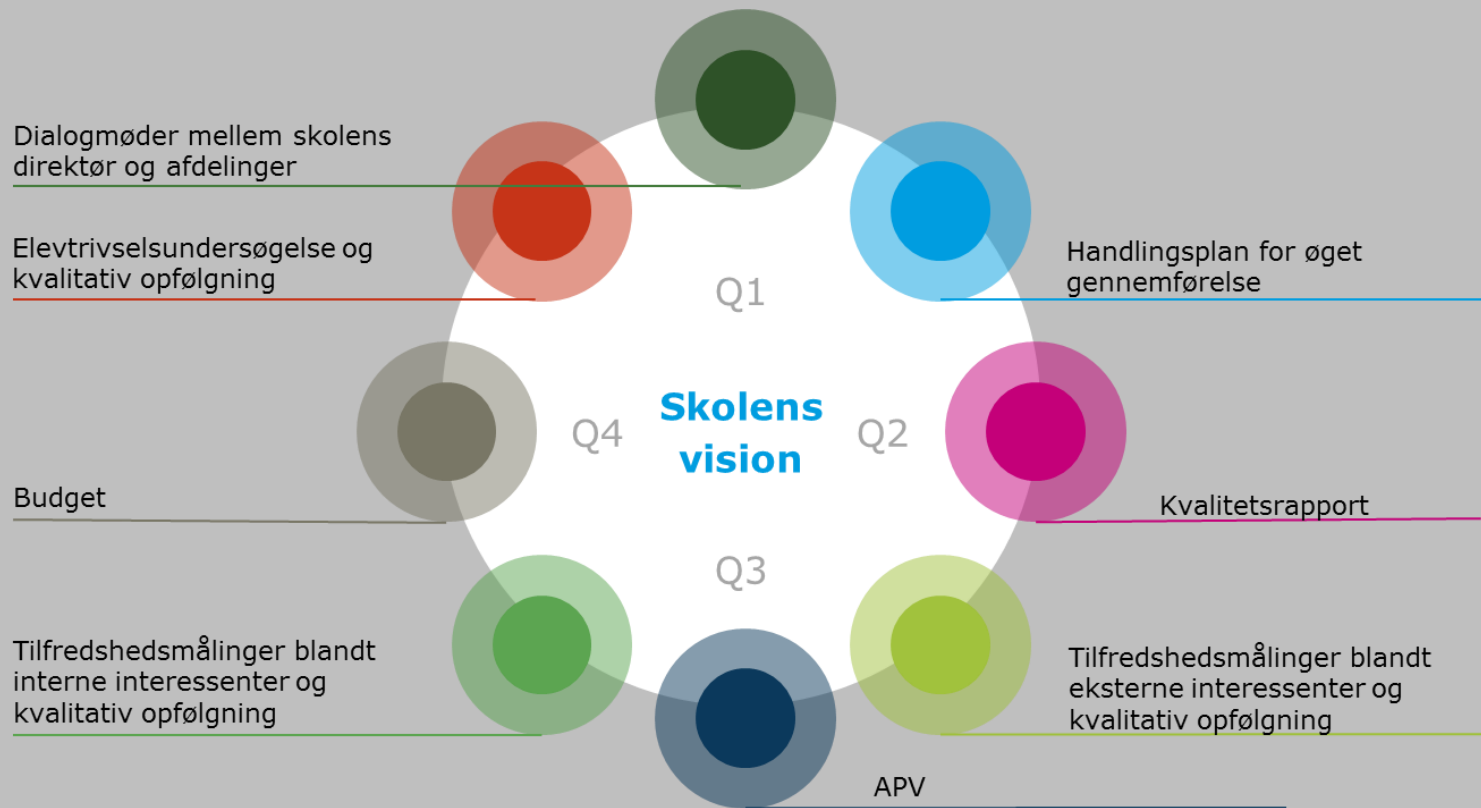 Dialogmøder mellem skolens
direktør og afdelinger
Elevtrivselsundersøgelse og
kvalitativ opfølgning
Handlingsplan for øget
gennemførelse
Q1
Q4
Skolens
vision
Q2
Budget
Kvalitetsrapport
Q3
Tilfredshedsmålinger blandt
interne interessenter og
kvalitativ opfølgning
Tilfredshedsmålinger blandt
eksterne interessenter og
kvalitativ opfølgning
APV